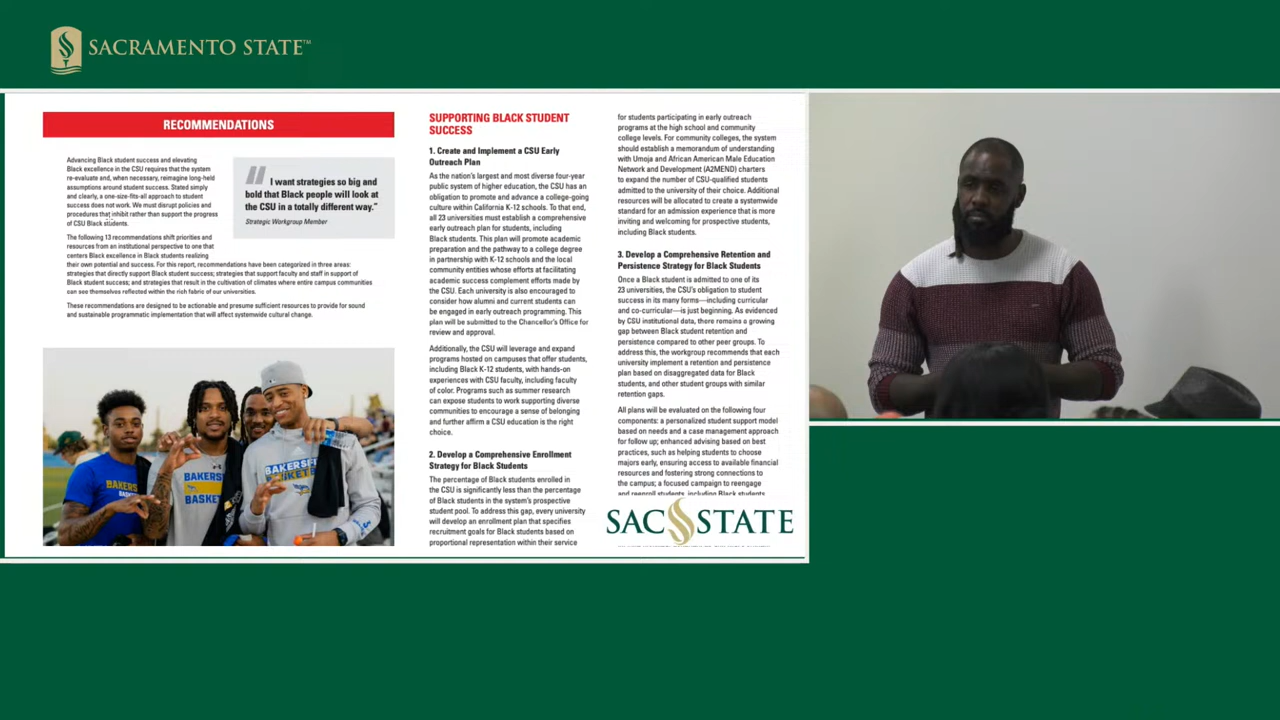 SACRAMENTO STATE™
RECOMMENDATIONS
Advancing Black student success and elevating
Black excellence in the CSU requires that the system
re-evaluate and, when necessary, reimagine long-held
assumptions around student success. Stated simply
and clearly, a one-size-fits-all approach to student
success does not work. We must disrupt policies and
procedures that inhibit rather than support the progress
of CSU Black students.
The following 13 recommendations shift priorities and
resources from an institutional perspective to one that
centers Black excellence in Black students realizing
their own potential and success. For this report, recommendations have been categorized in three areas:
strategies that directly support Black student success; strategies that support faculty and staff in support of
Black student success; and strategies that result in the cultivation of climates where entire campus communities
can see themselves reflected within the rich fabric of our universities.
These recommendations are designed to be actionable and presume sufficient resources to provide for sound
and sustainable programmatic implementation that will affect systemwide cultural change.
I want strategies so big and
bold that Black people will look at
the CSU in a totally different way."
Strategic Workgroup Member
BAKERS
BASKETB
BAKERSF
BASKET
BAKERSF
SUPPORTING BLACK STUDENT
SUCCESS
1. Create and Implement a CSU Early
Outreach Plan
As the nation's largest and most diverse four-year
public system of higher education, the CSU has an
obligation to promote and advance a college-going
culture within California K-12 schools. To that end,
all 23 universities must establish a comprehensive
early outreach plan for students, including
Black students. This plan will promote academic
preparation and the pathway to a college degree
in partnership with K-12 schools and the local
community entities whose efforts at facilitating
academic success complement efforts made by
the CSU. Each university is also encouraged to
consider how alumni and current students can
be engaged in early outreach programming. This
plan will be submitted to the Chancellor's Office for
review and approval.
Additionally, the CSU will leverage and expand
programs hosted on campuses that offer students,
including Black K-12 students, with hands-on
experiences with CSU faculty, including faculty
of color. Programs such as summer research
can expose students to work supporting diverse
communities to encourage a sense of belonging
and further affirm a CSU education is the right
choice.
2. Develop a Comprehensive Enrollment
Strategy for Black Students
The percentage of Black students enrolled in
the CSU is significantly less than the percentage
of Black students in the system's prospective
student pool. To address this gap, every university
will develop an enrollment plan that specifies
recruitment goals for Black students based on
proportional representation within their service
for students participating in early outreach
programs at the high school and community
college levels. For community colleges, the system
should establish a memorandum of understanding
with Umoja and African American Male Education
Network and Development (A2MEND) charters
to expand the number of CSU-qualified students
admitted to the university of their choice. Additional
resources will be allocated to create a systemwide
standard for an admission experience that is more
inviting and welcoming for prospective students,
including Black students.
3. Develop a Comprehensive Retention and
Persistence Strategy for Black Students
Once a Black student is admitted to one of its
23 universities, the CSU's obligation to student
success in its many forms—including curricular
and co-curricular—is just beginning. As evidenced
by CSU institutional data, there remains a growing
gap between Black student retention and
persistence compared to other peer groups. To
address this, the workgroup recommends that each
university implement a retention and persistence
plan based on disaggregated data for Black
students, and other student groups with similar
retention gaps.
All plans will be evaluated on the following four
components: a personalized student support model
based on needs and a case management approach
for follow up; enhanced advising based on best
practices, such as helping students to choose
majors early, ensuring access to available financial
resources and fostering strong connections to
the campus; a focused campaign to reengage
and reenroll students, including Black students
SAC STATE